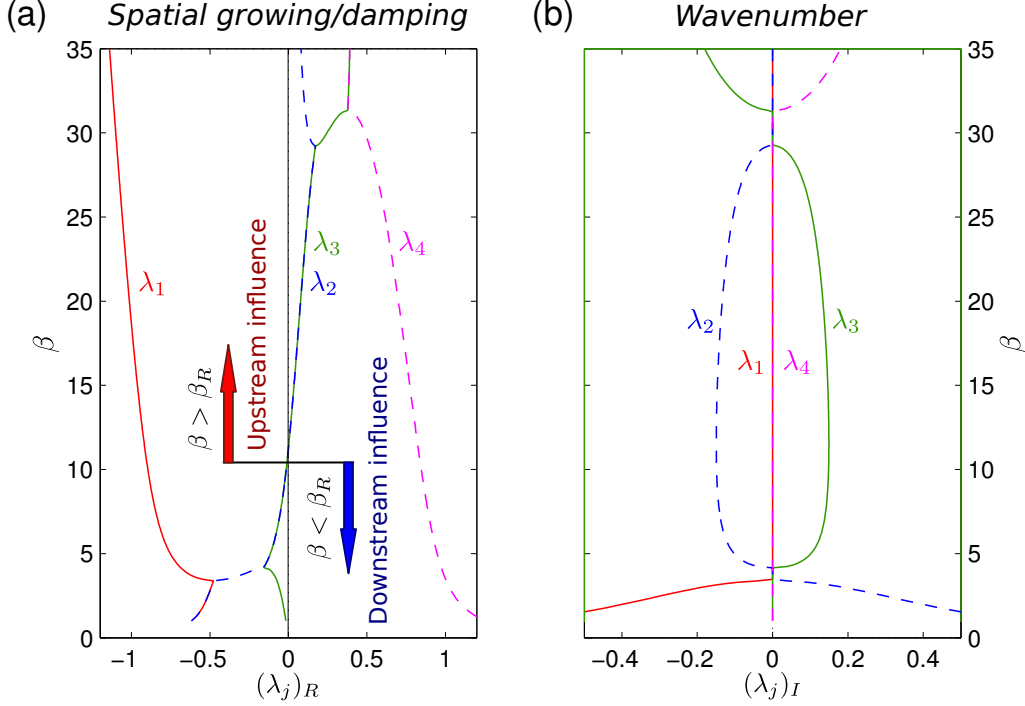 (a) Spatial growing/damping
35
30
25
20
15
10
5
0
β
−1
−0.5
0
0.5
1
(λj)R
λ1
λ3
λ2
λ4
β > βR
Upstream influence
β < βR
Downstream influence
(b) Wavenumber
35
30
25
20
15
10
5
0
β
−0.4
−0.2
0
0.2
0.4
(λj)I
λ2
λ3
λ1
λ4